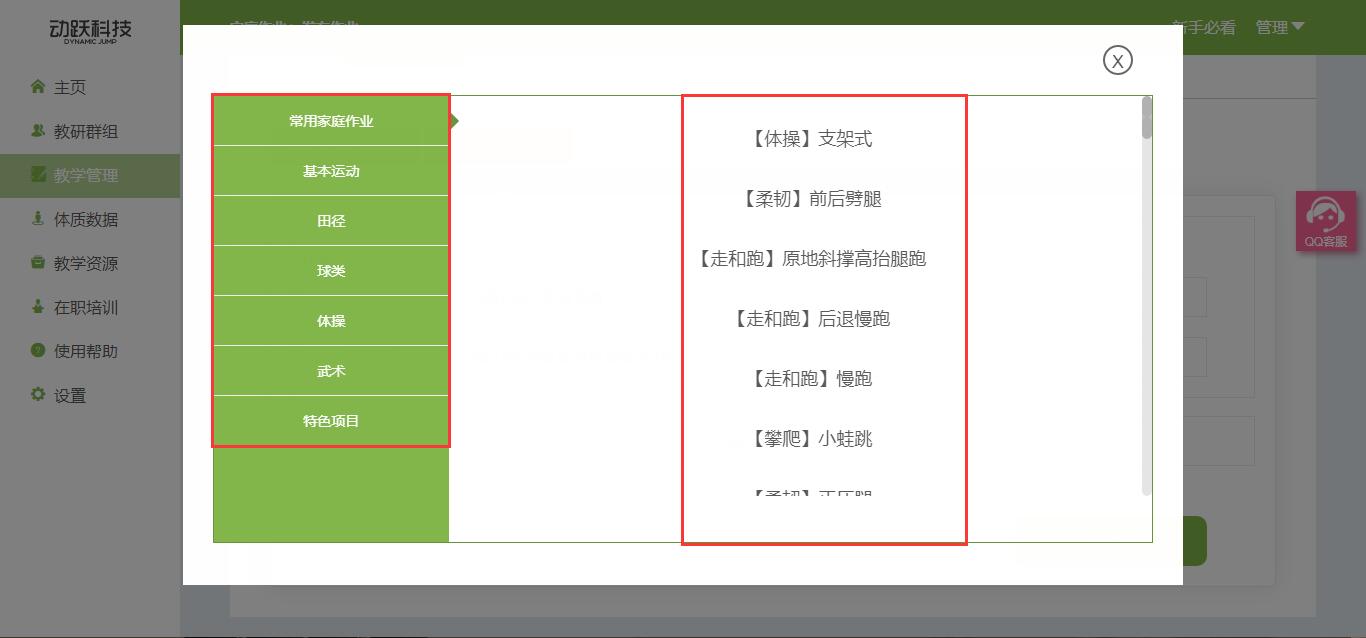 动跃科技
DYNAMIC JUMP
新手必看
管理
主页
教研群组
教学管理
体质数据
教学资源
在职培训
使用帮助
设置
X
常用家庭作业
基本运动
田径
球类
体操
武术
特色项目
【体操】支架式
【柔韧】前后劈腿
【走和跑】原地斜撑高抬腿跑
【走和跑】后退慢跑
【走和跑】慢跑
【攀爬】小蛙跳
【柔韧】正压腿
QQ客服